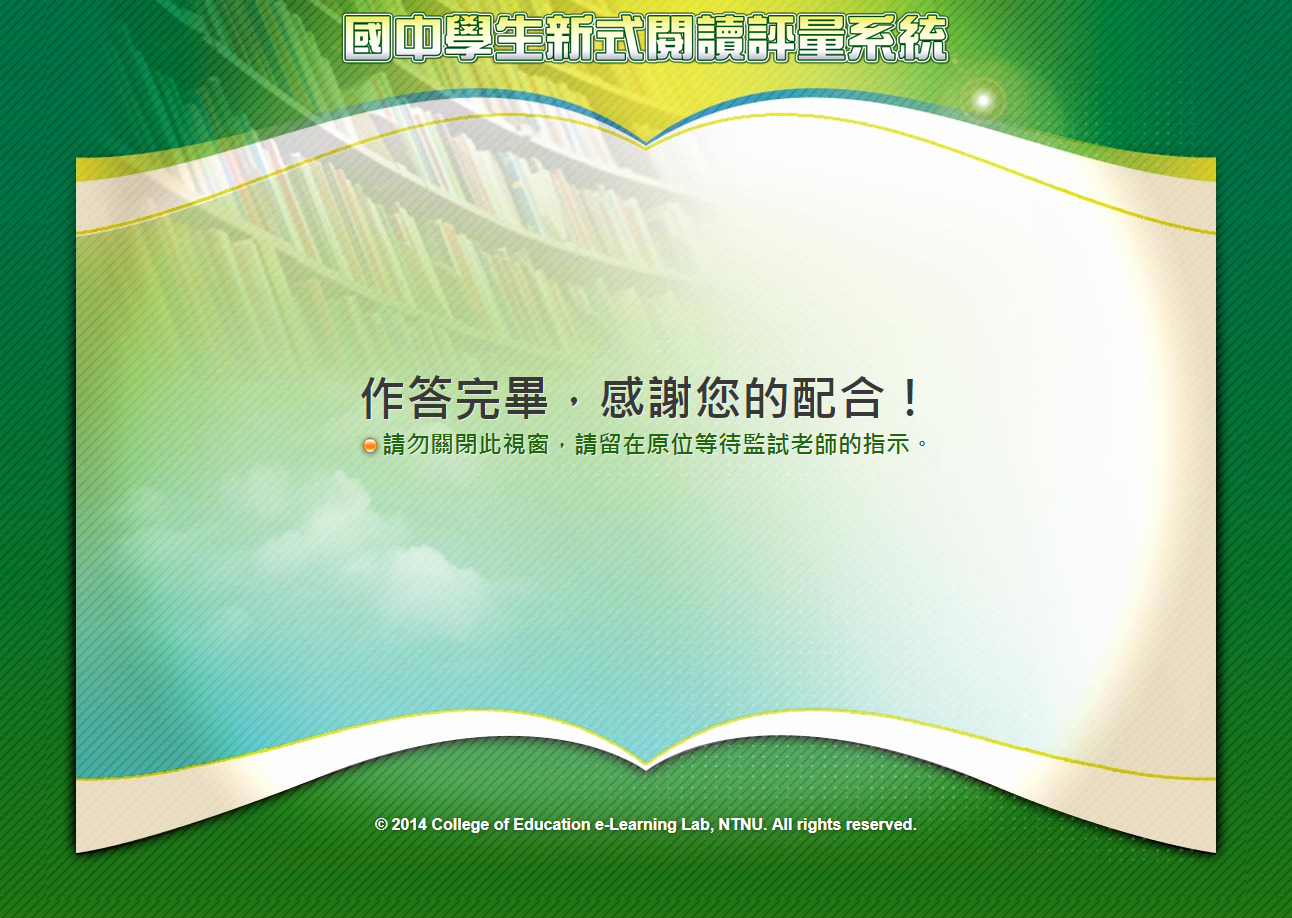 國中學生新式閱讀評量系統
作答完畢，感謝您的配合！
請勿關閉此視窗，請留在原位等待監試老師的指示。
© 2014 College of Education e-Learning Lab, NTNU. All rights reserved.